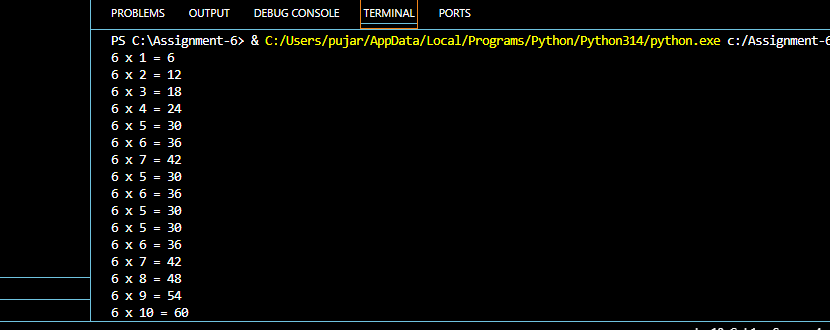 PROBLEMS OUTPUT DEBUG CONSOLE TERMINAL PORTS
PS C:\Assignment-6> & C:/Users/pujar/AppData/Local/Programs/Python/Python314/python.exe c:/Assignment-6
6 x 1 = 6
6 x 2 = 12
6 x 3 = 18
6 x 4 = 24
6 x 5 = 30
6 x 6 = 36
6 x 7 = 42
6 x 5 = 30
6 x 6 = 36
6 x 5 = 30
6 x 5 = 30
6 x 6 = 36
6 x 7 = 42
6 x 8 = 48
6 x 9 = 54
6 x 10 = 60